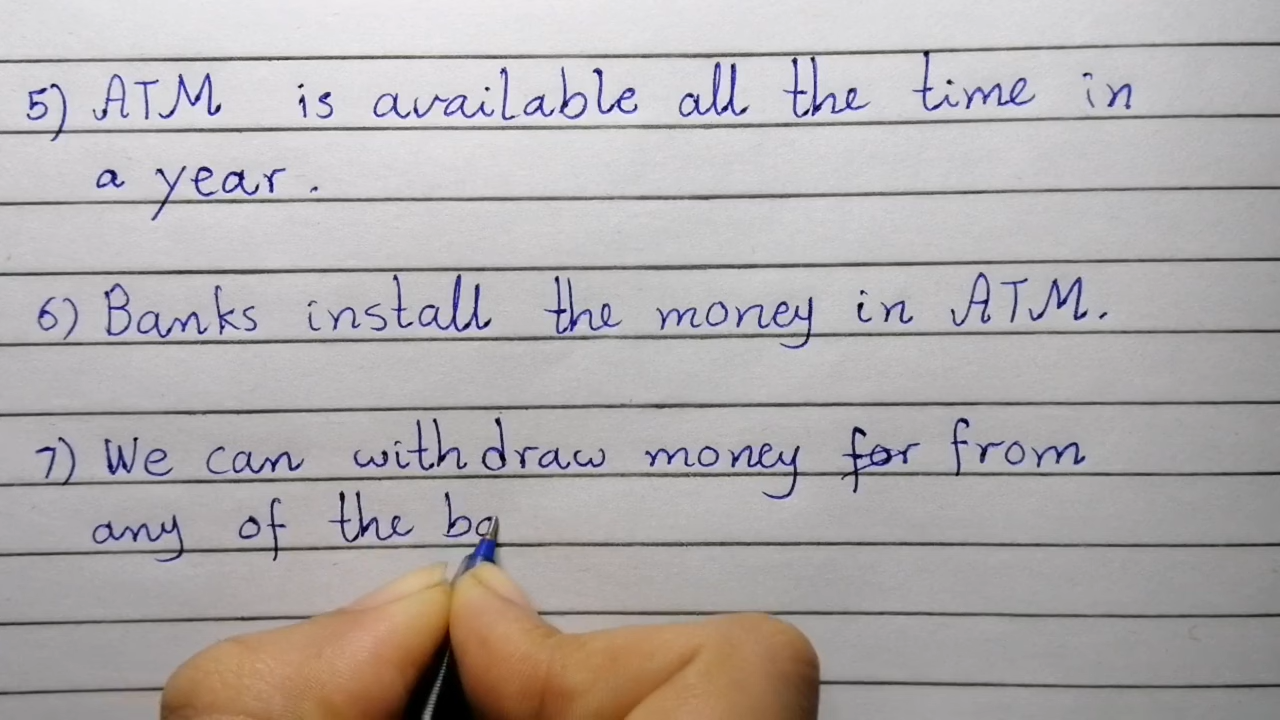 5) ATM is available all the time in
a year.
6) Banks install the money in ATM.
7) We can withdraw money for from
any of the ba